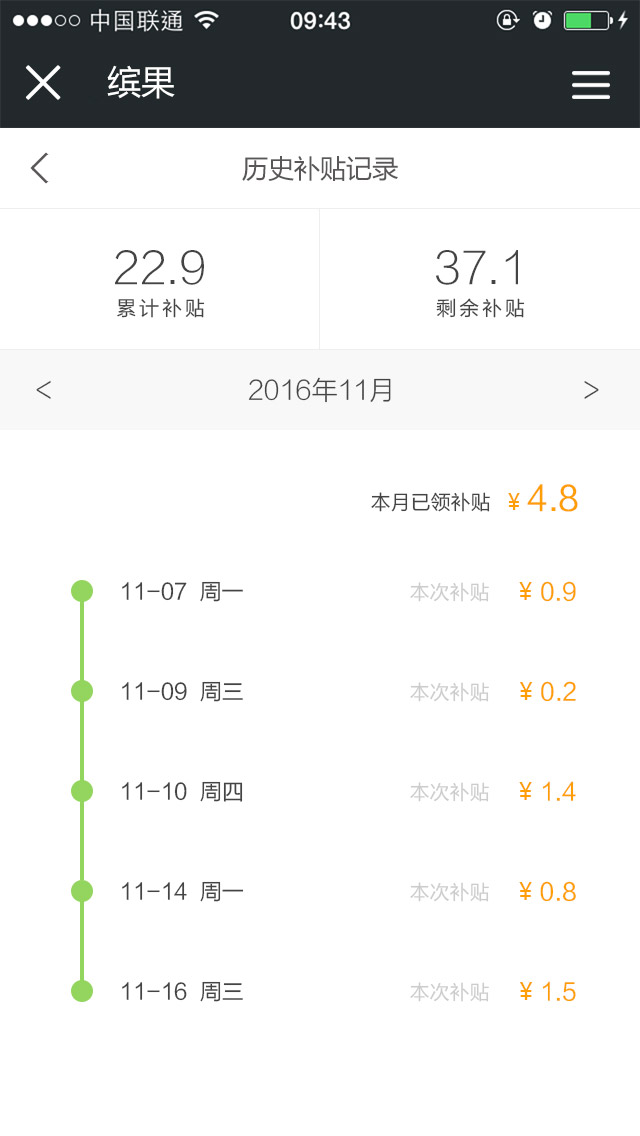 中国联通 09:43
缤果
历史补贴记录
22.9 37.1
累计补贴 剩余补贴
< 2016年11月 >
本月已领补贴 ¥ 4.8
11-07 周一 本次补贴 ¥ 0.9
11-09 周三 本次补贴 ¥ 0.2
11-10 周四 本次补贴 ¥ 1.4
11-14 周一 本次补贴 ¥ 0.8
11-16 周三 本次补贴 ¥ 1.5